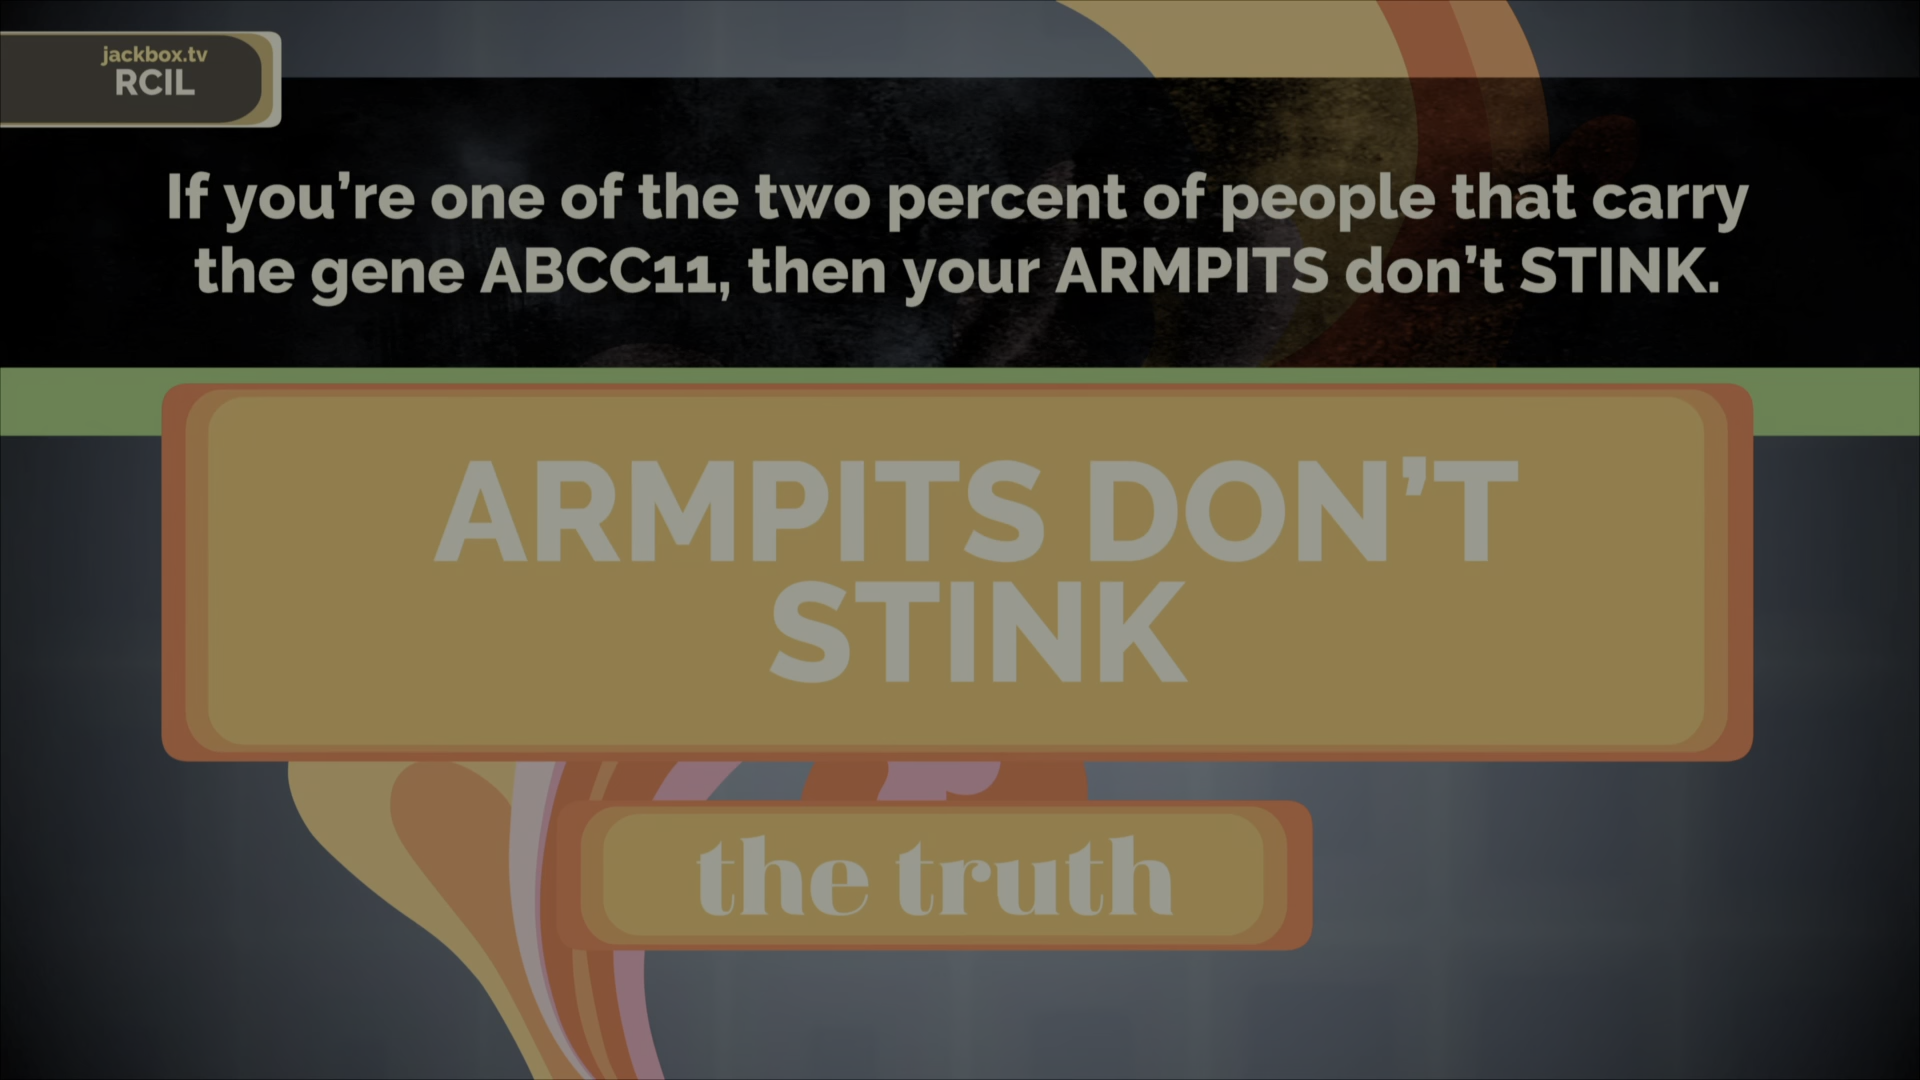 jackbox.tv
RCIL
If you’re one of the two percent of people that carry
the gene ABCC11, then your ARMPITS don’t STINK.
ARMPITS DON’T
STINK
the truth